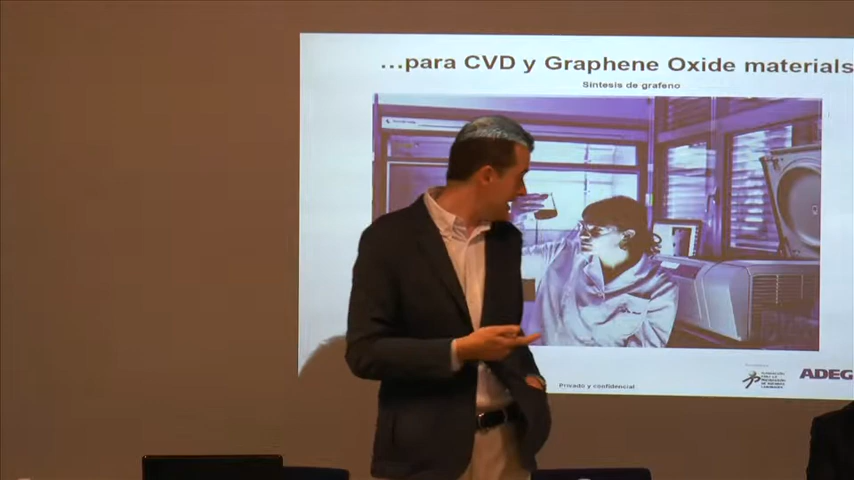 ...para CVD y Graphene Oxide materials
Síntesis de grafeno
Privado y confidencial
ADEG